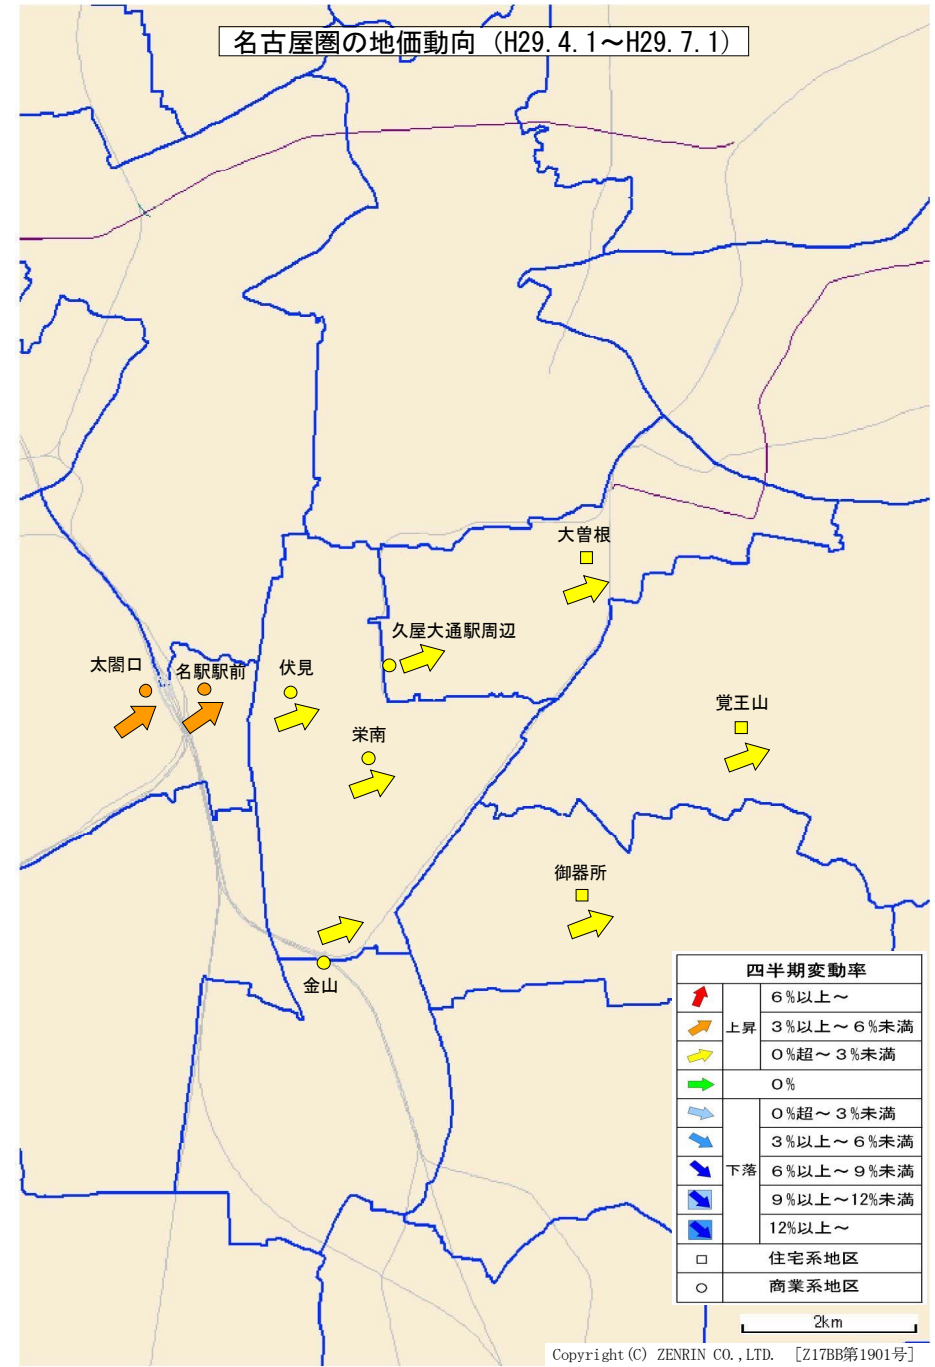 名古屋圏の地価動向（H29.4.1～H29.7.1）
大曽根
久屋大通駅周辺
太閤口
名駅駅前
伏見
覚王山
栄南
御器所
金山
四半期変動率
上昇
６%以上～
３%以上～６%未満
０%超～３%未満
０%
下落
０%超～３%未満
３%以上～６%未満
６%以上～９%未満
９%以上～12%未満
12%以上～
住宅系地区
商業系地区
2km
Copyright(C) ZENRIN CO.,LTD. ［Z17BB第1901号］